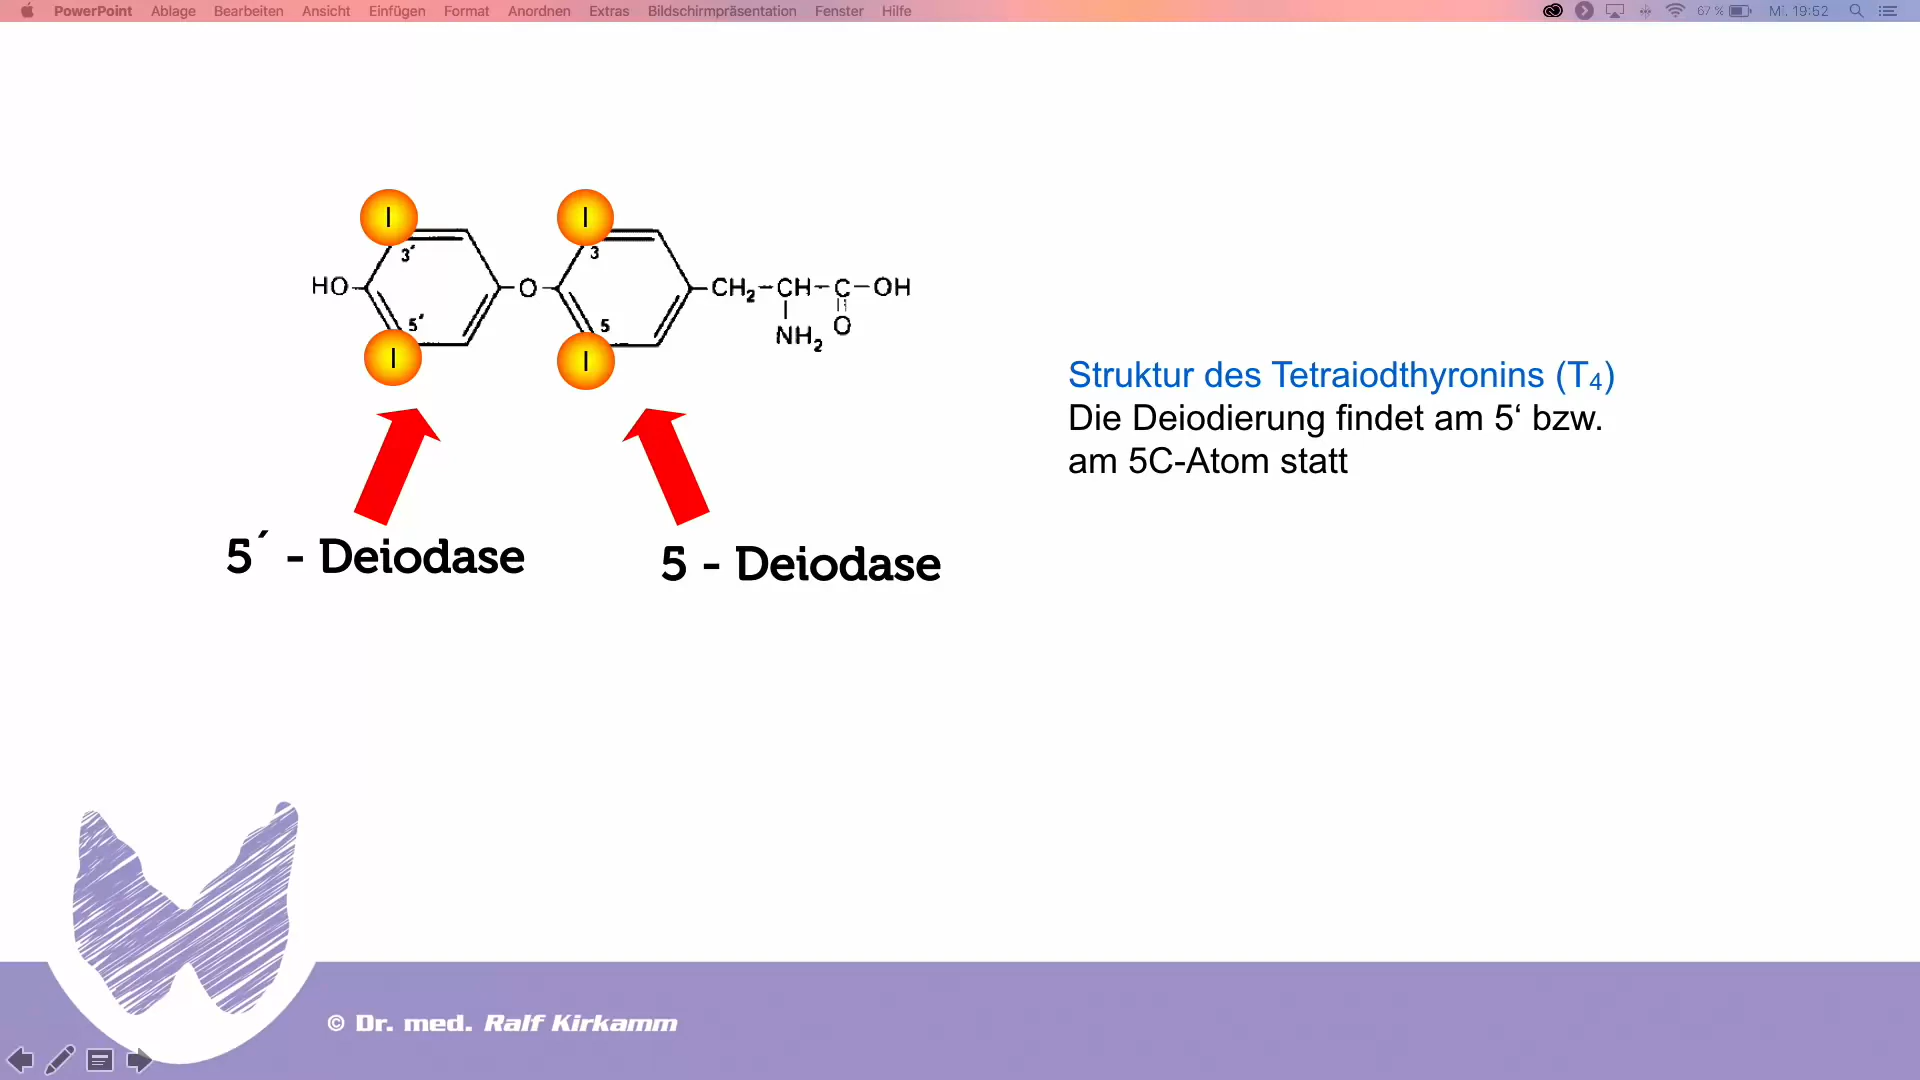 PowerPoint Ablage Bearbeiten Ansicht Einfügen Format Anordnen Extras Bildschirmpräsentation Fenster Hilfe 67 % Mi. 19:52
I I
3´ 3
HO O CH2-CH-C-OH
5´ 5 NH2 O
I I
Struktur des Tetraiodthyronins (T4)
Die Deiodierung findet am 5‘ bzw.
am 5C-Atom statt
5´ - Deiodase 5 - Deiodase
© Dr. med. Ralf Kirkamm